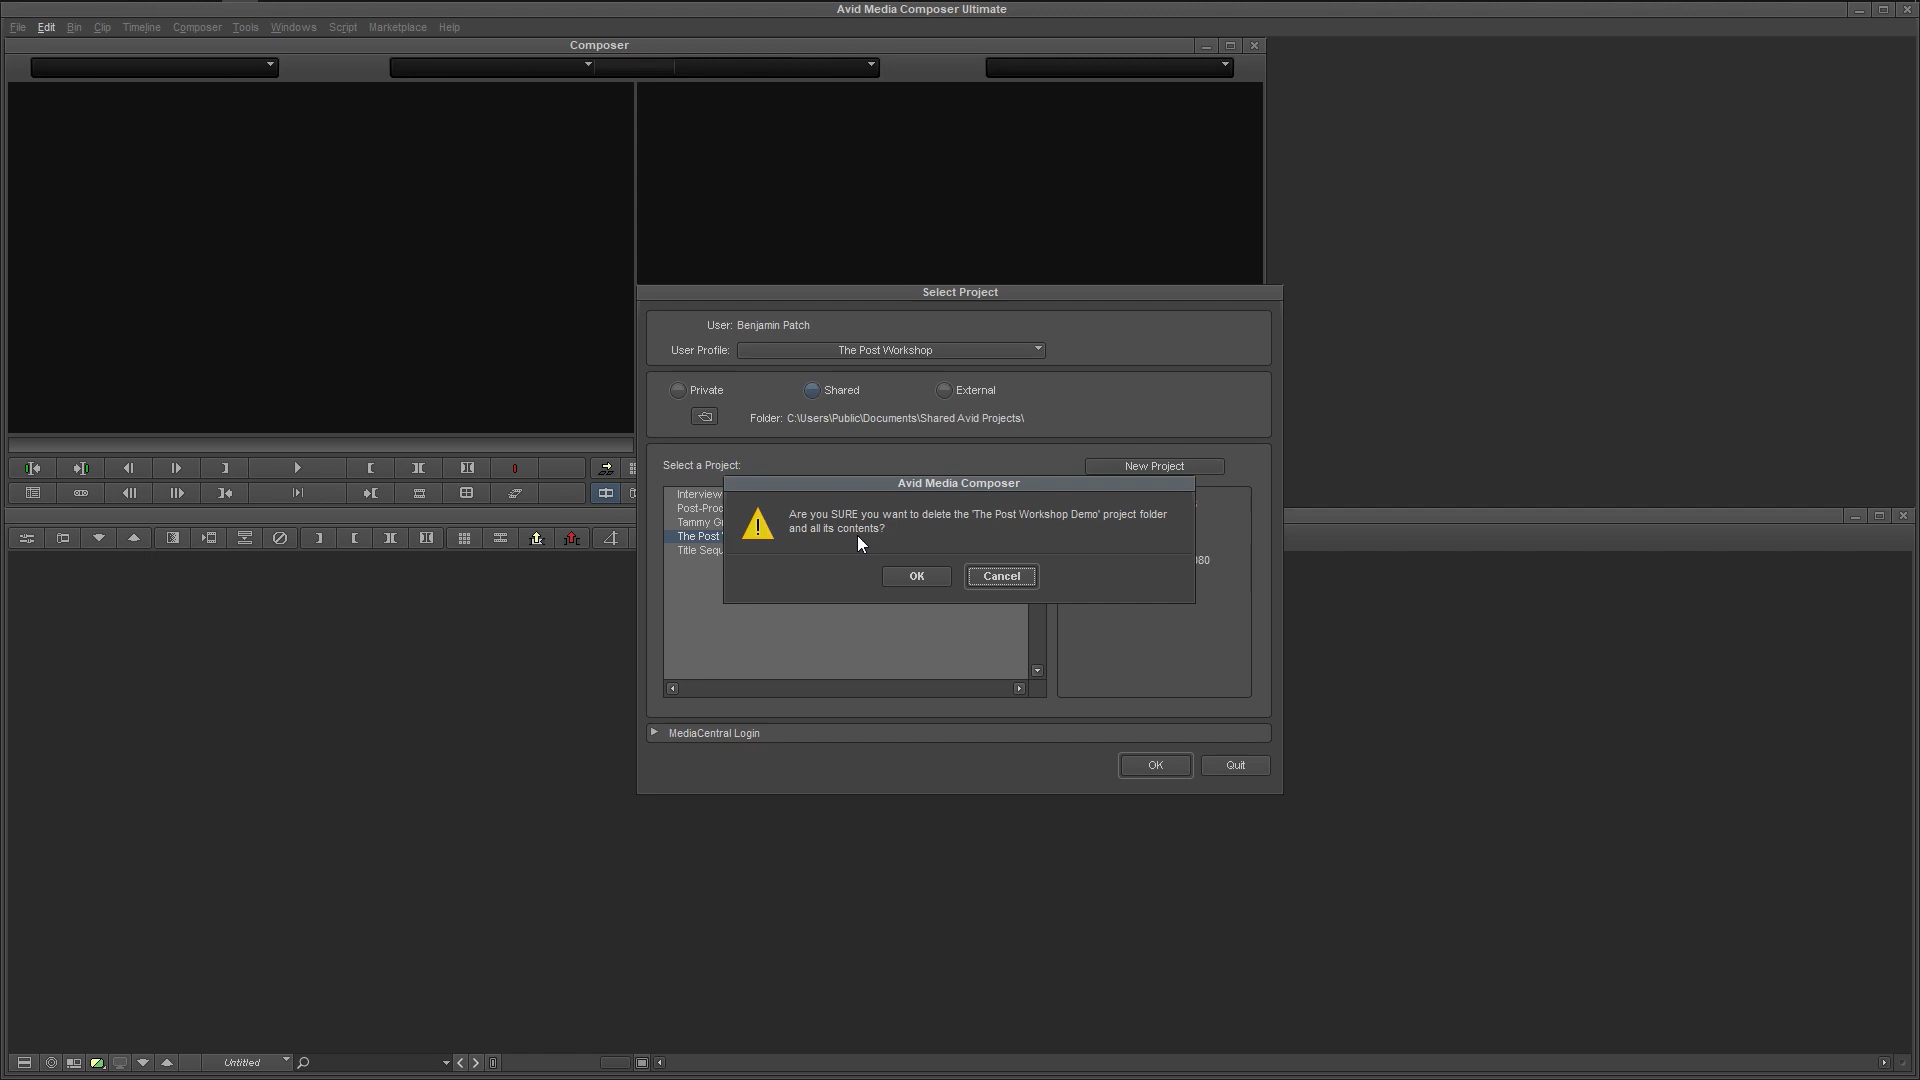 Avid Media Composer Ultimate
File Edit Bin Clip Timeline Composer Tools Windows Script Marketplace Help
Composer
Select Project
User: Benjamin Patch
User Profile: The Post Workshop
Private Shared External
Folder: C:\Users\Public\Documents\Shared Avid Projects\
Select a Project:
New Project
Avid Media Composer
Interview
Post-Proc
Tammy Gr
The Post
Title Sequ
Are you SURE you want to delete the 'The Post Workshop Demo' project folder
and all its contents?
OK Cancel
MediaCentral Login
OK Quit
Untitled